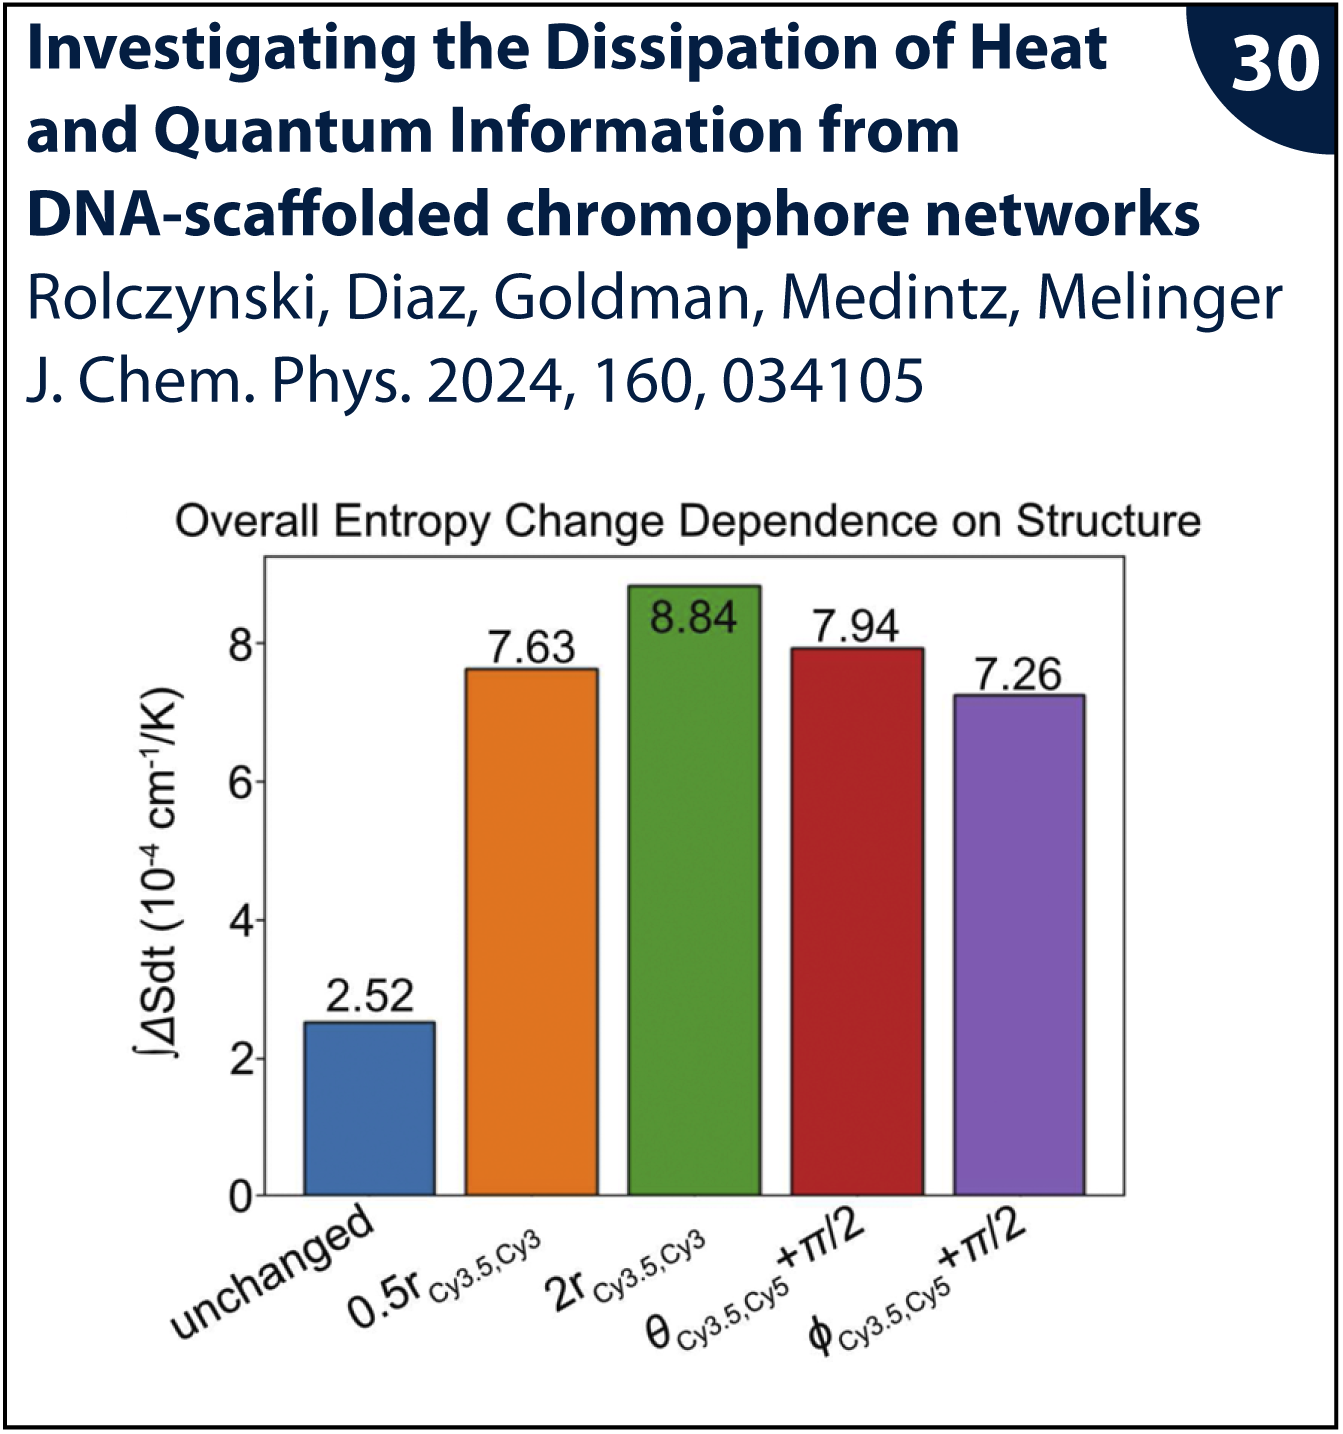 Investigating the Dissipation of Heat
30
and Quantum Information from
DNA-scaffolded chromophore networks
Rolczynski, Diaz, Goldman, Medintz, Melinger
J. Chem. Phys. 2024, 160, 034105
Overall Entropy Change Dependence on Structure
∫ΔSdt (10⁻⁴ cm⁻¹/K)
8
6
4
2
0
2.52
7.63
8.84
7.94
7.26
unchanged
0.5r Cy3.5,Cy3
2r Cy3.5,Cy3
θ Cy3.5,Cy5 +π/2
ϕ Cy3.5,Cy5 +π/2